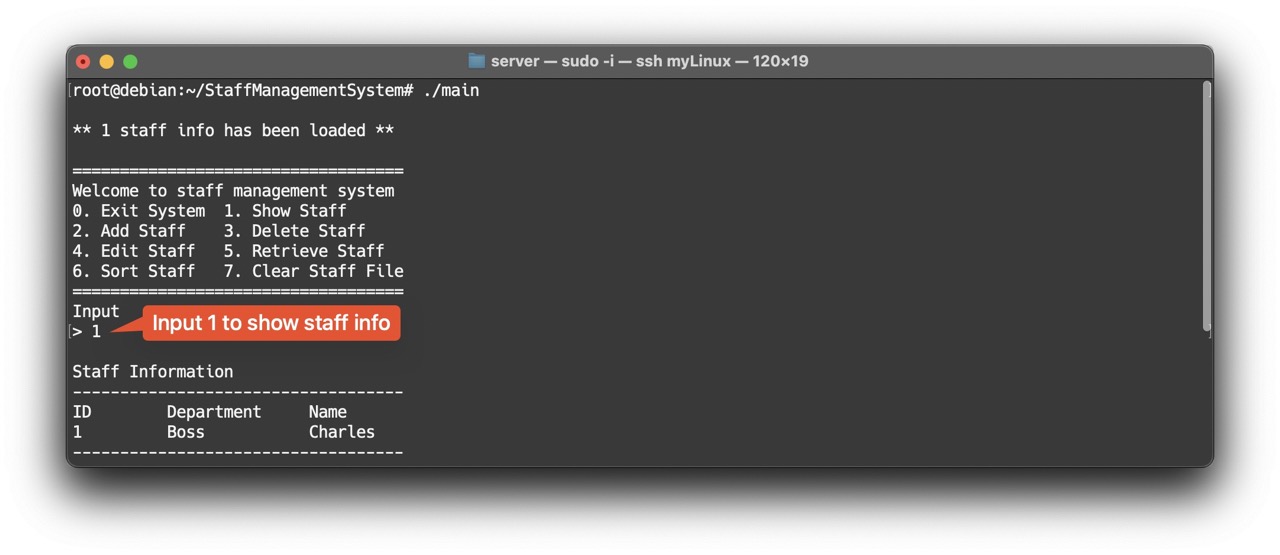 server — sudo -i — ssh myLinux — 120×19
[root@debian:~/StaffManagementSystem# ./main
** 1 staff info has been loaded **
===================================
Welcome to staff management system
0. Exit System  1. Show Staff
2. Add Staff    3. Delete Staff
4. Edit Staff   5. Retrieve Staff
6. Sort Staff   7. Clear Staff File
===================================
Input
[> 1
Input 1 to show staff info
Staff Information
-----------------------------------
ID        Department     Name
1         Boss           Charles
-----------------------------------